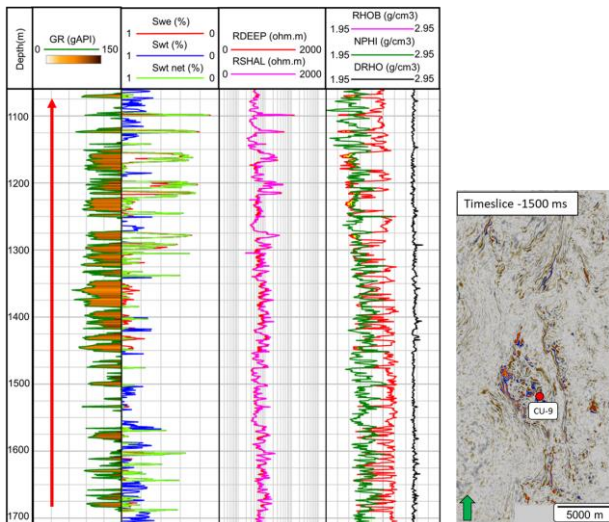 Depth(m)
GR (gAPI)
0 150
Swe (%)
1 0
Swt (%)
1 0
Swt net (%)
1 0
RDEEP (ohm.m)
0 2000
RSHAL (ohm.m)
0 2000
RHOB (g/cm3)
1.95 2.95
NPHI (g/cm3)
1.95 2.95
DRHO (g/cm3)
1.95 2.95
1100
1200
1300
1400
1500
1600
1700
Timeslice -1500 ms
CU-9
5000 m